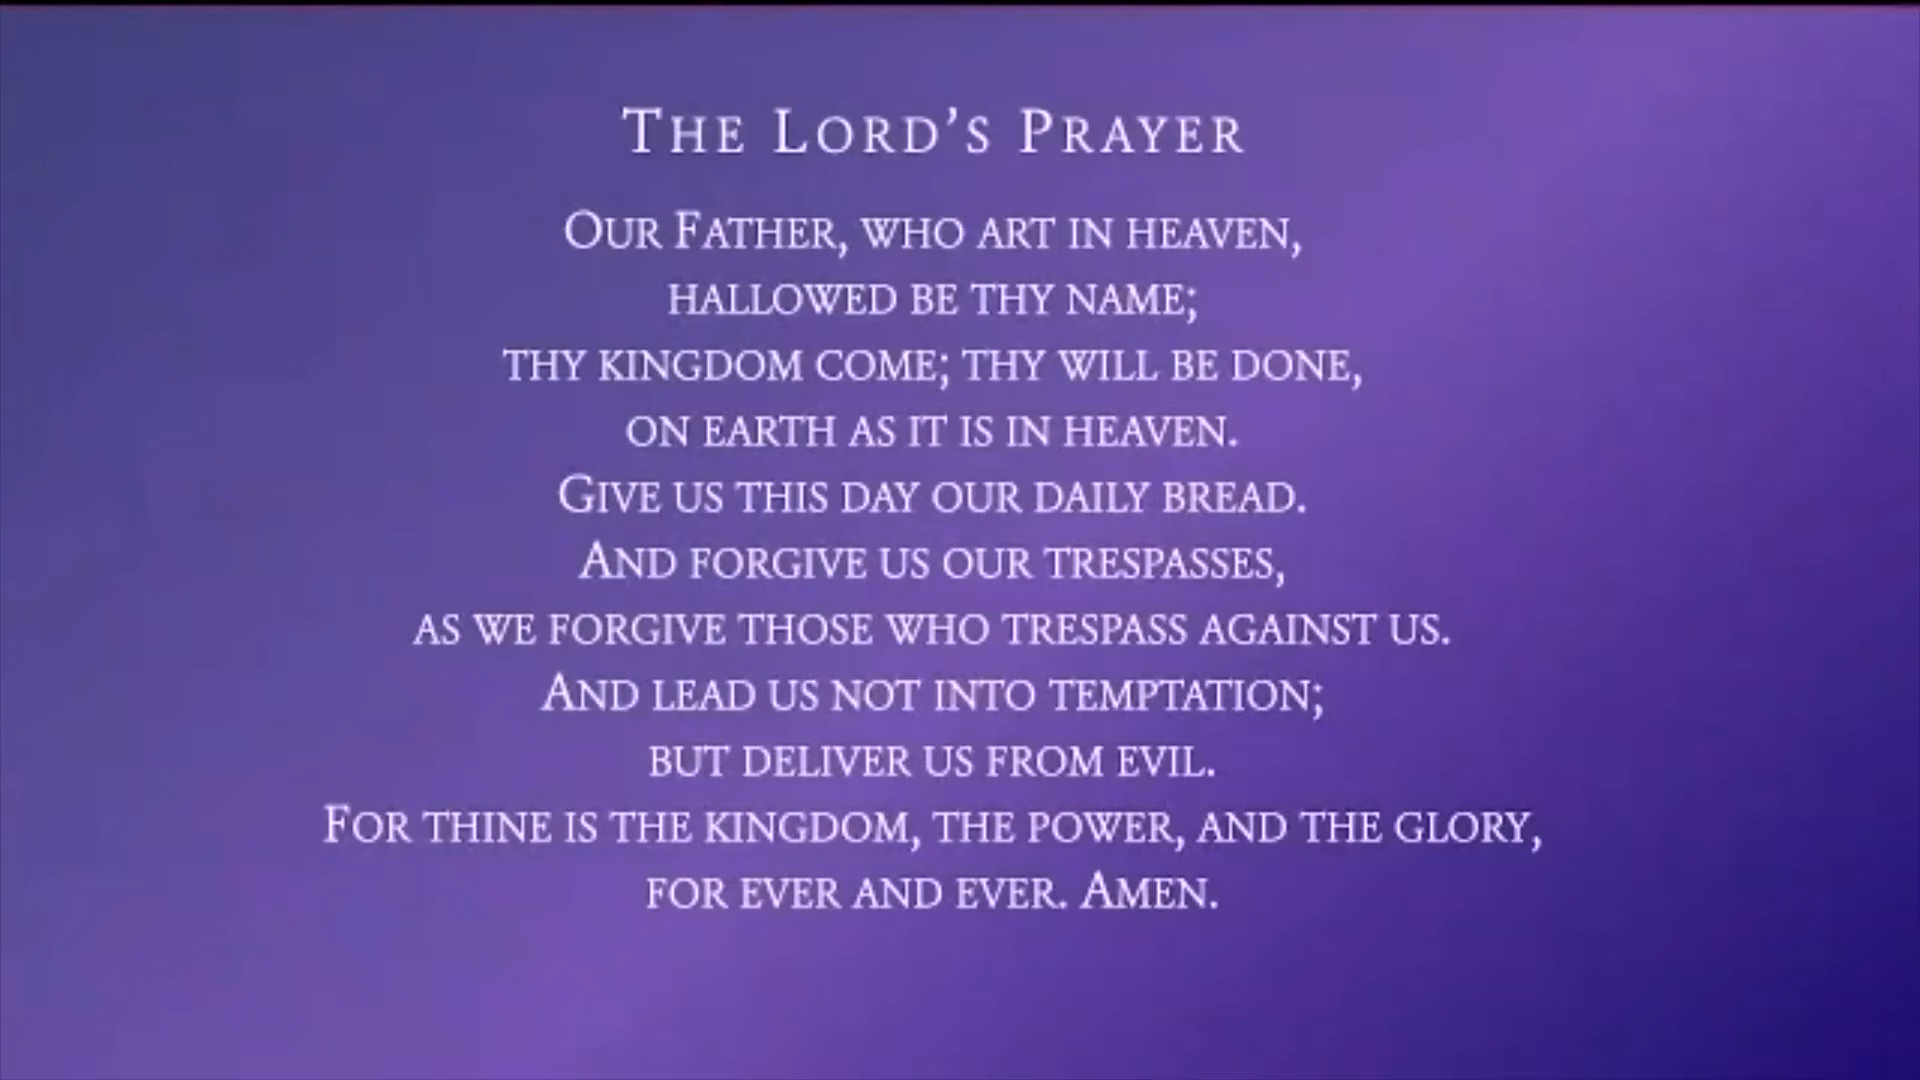 The Lord's Prayer
Our Father, who art in heaven,
hallowed be thy name;
thy kingdom come; thy will be done,
on earth as it is in heaven.
Give us this day our daily bread.
And forgive us our trespasses,
as we forgive those who trespass against us.
And lead us not into temptation;
but deliver us from evil.
For thine is the kingdom, the power, and the glory,
for ever and ever. Amen.